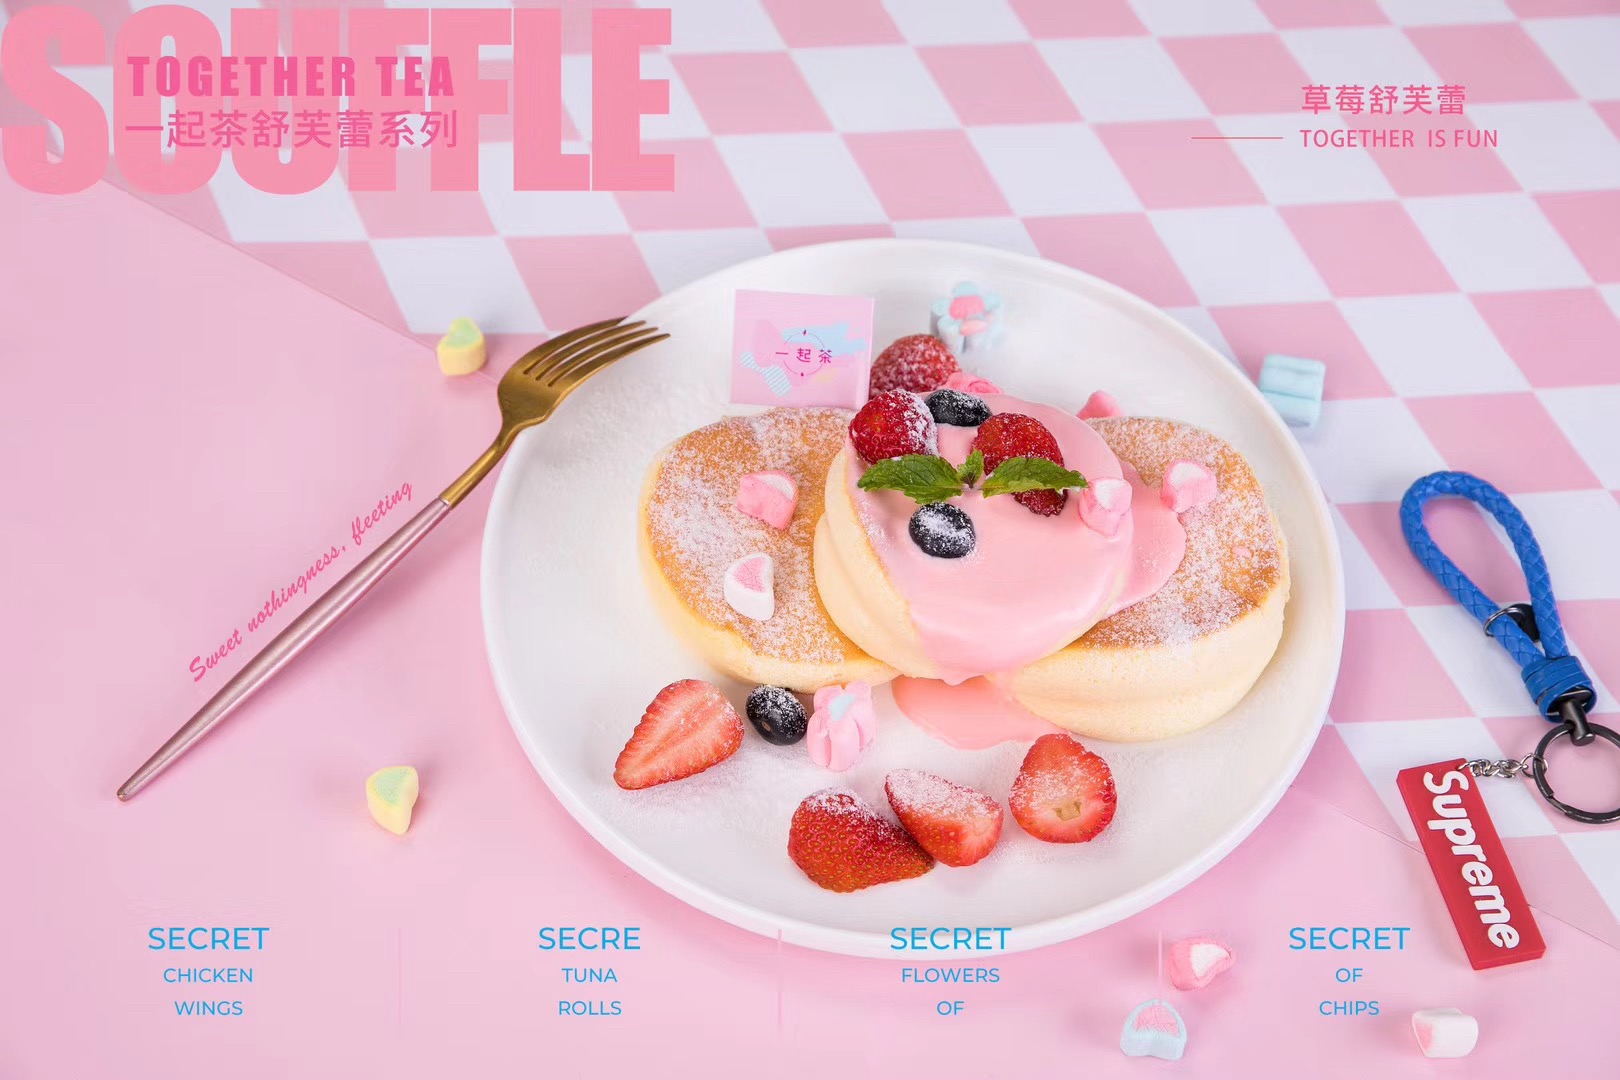 SOUFFLE
TOGETHER TEA
一起茶舒芙蕾系列
草莓舒芙蕾
TOGETHER IS FUN
一起茶
Sweet nothingness, fleeting
Supreme
SECRET
CHICKEN
WINGS
SECRE
TUNA
ROLLS
SECRET
FLOWERS
OF
SECRET
OF
CHIPS